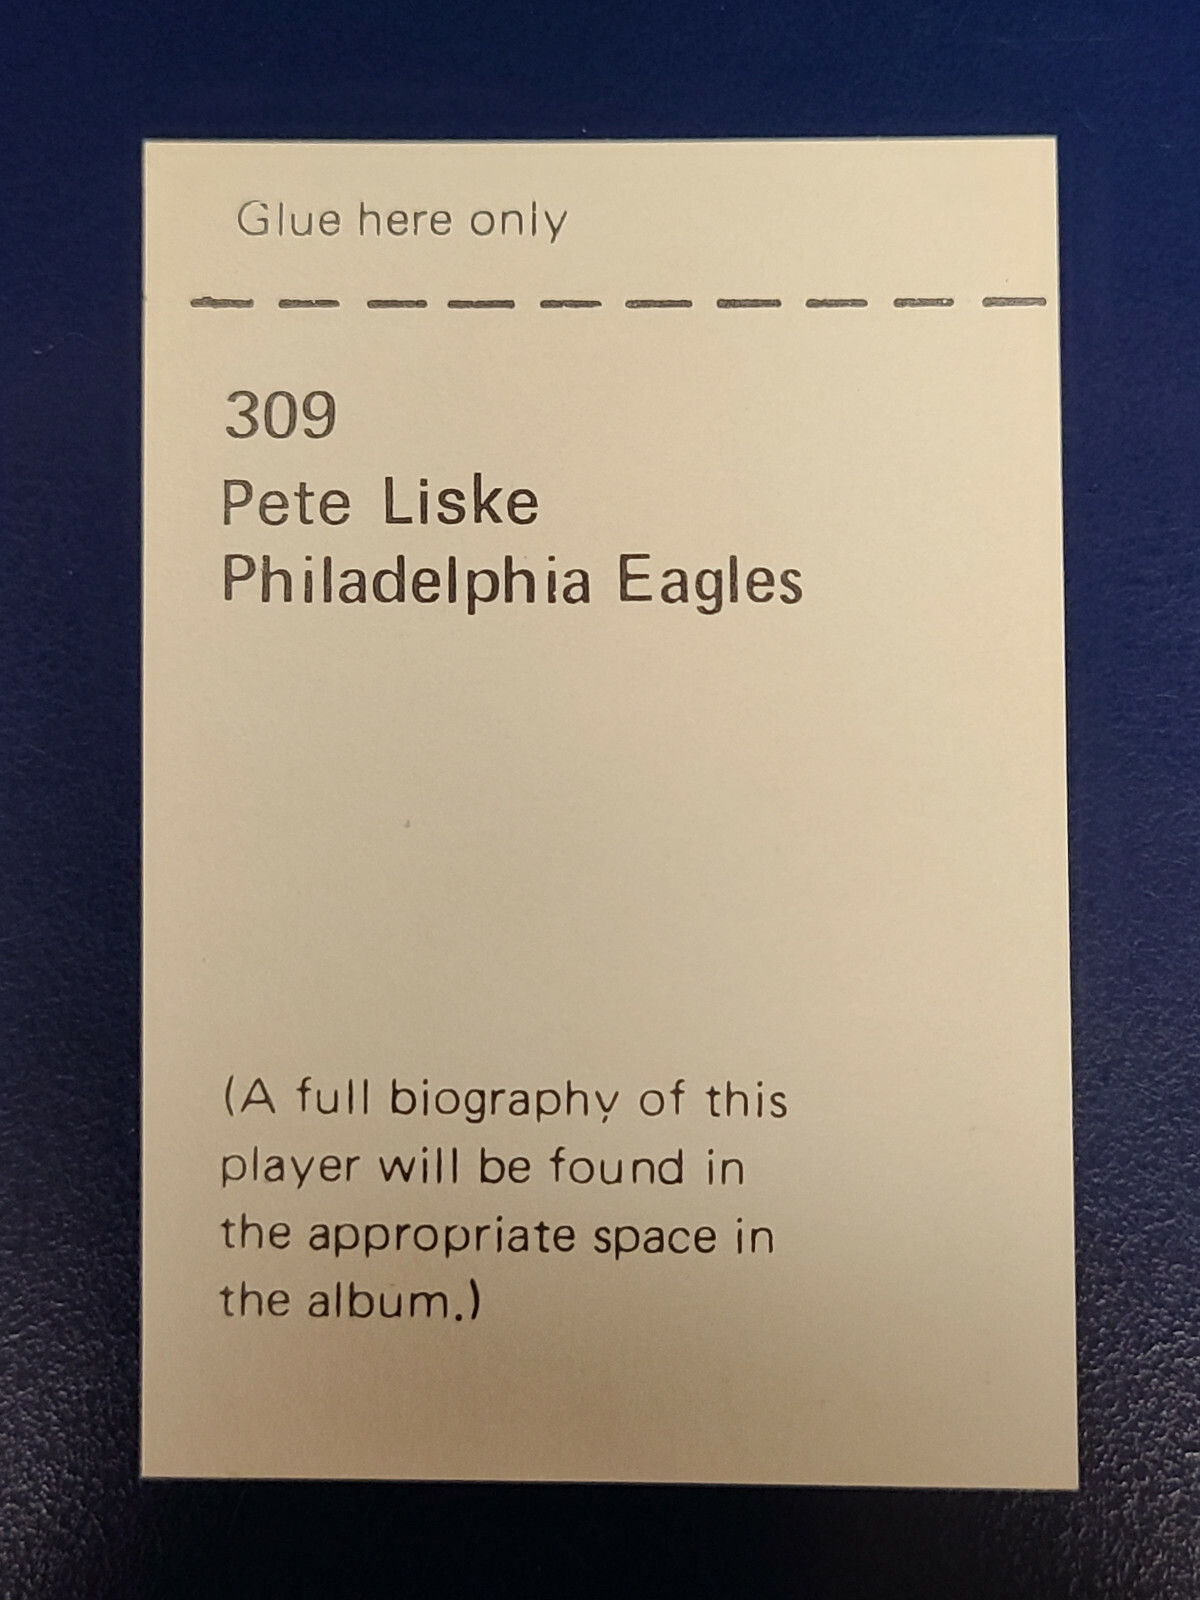 Glue here only
309
Pete Liske
Philadelphia Eagles
(A full biography of this
player will be found in
the appropriate space in
the album.)